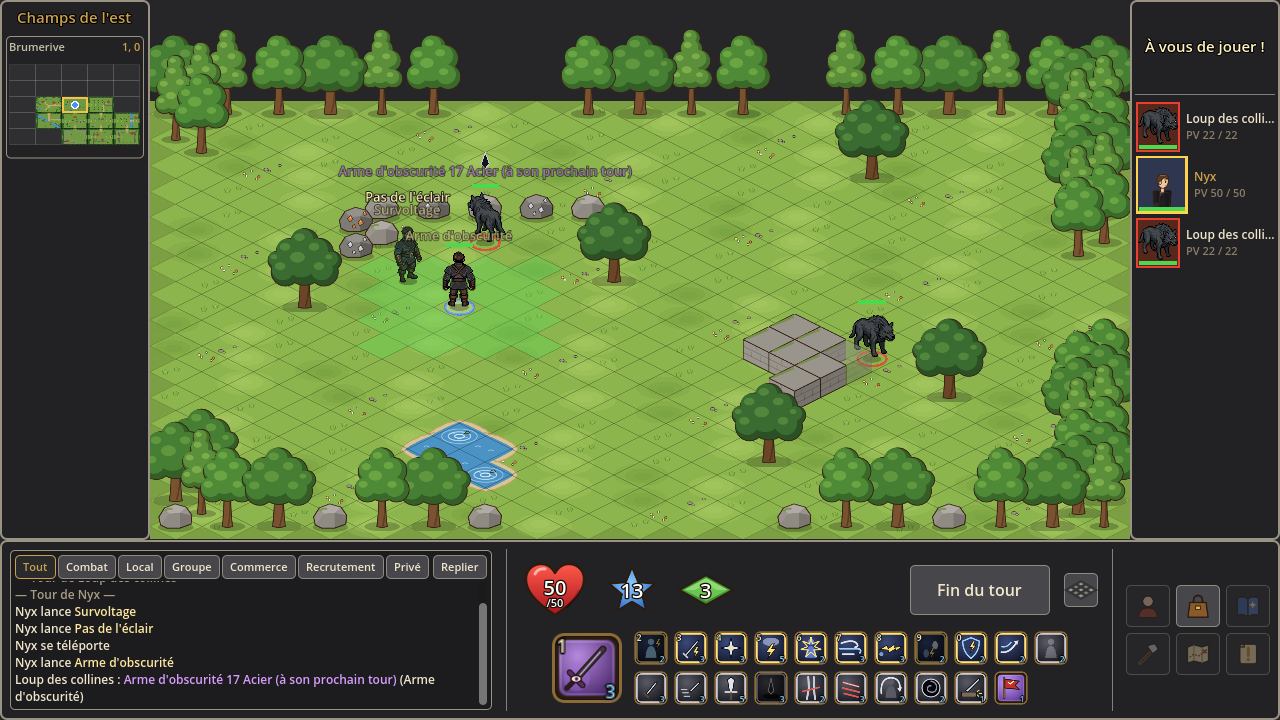 Champs de l'est
Brumerive 1, 0
Arme d'obscurité 17 Acier (à son prochain tour)
Pas de l'éclair
Survoltage
Arme d'obscurité
À vous de jouer !
Loup des colli...
PV 22 / 22
Nyx
PV 50 / 50
Loup des colli...
PV 22 / 22
Tout Combat Local Groupe Commerce Recrutement Privé Replier
— Tour de Nyx —
Nyx lance Survoltage
Nyx lance Pas de l'éclair
Nyx se téléporte
Nyx lance Arme d'obscurité
Loup des collines : Arme d'obscurité 17 Acier (à son prochain tour) (Arme
d'obscurité)
50
/50
13
3
Fin du tour
1
3